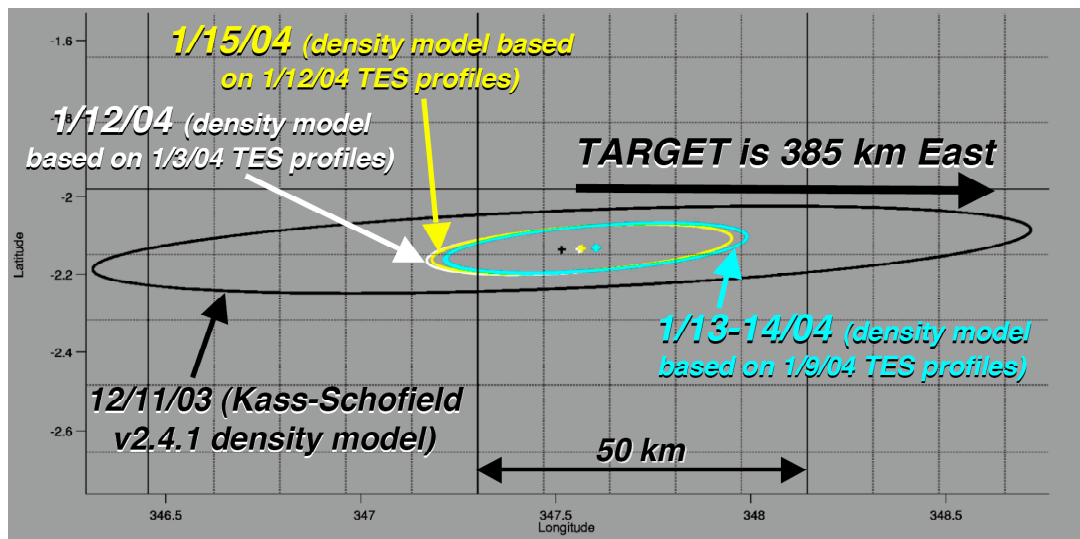 -1.6
1/15/04 (density model based
on 1/12/04 TES profiles)
1/12/04 (density model
based on 1/3/04 TES profiles)
TARGET is 385 km East
-2
Latitude
-2.2
1/13-14/04 (density model
based on 1/9/04 TES profiles)
-2.4
12/11/03 (Kass-Schofield
v2.4.1 density model)
-2.6
50 km
346.5 347 347.5 348 348.5
Longitude